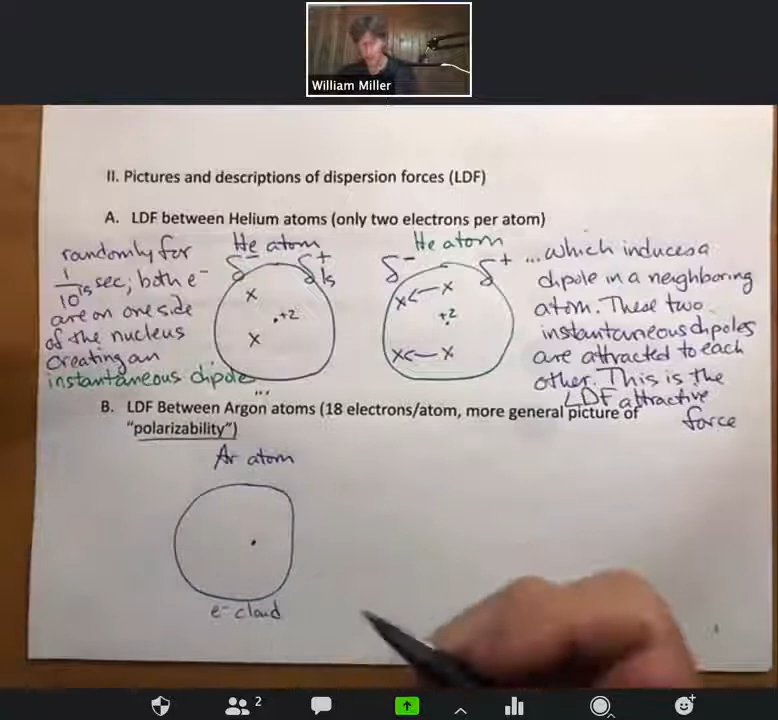 William Miller
II. Pictures and descriptions of dispersion forces (LDF)
A. LDF between Helium atoms (only two electrons per atom)
randomly for
1/10^15 sec, both e-
are on one side
of the nucleus
creating an
instantaneous dipole
...
He atom
δ- δ+
1s
x
·+2
x
He atom
δ- δ+
x<—x
+2
x<—x
...which induces a
dipole in a neighboring
atom. These two
instantaneous dipoles
are attracted to each
other. This is the
LDF attractive
force
B. LDF Between Argon atoms (18 electrons/atom, more general picture of
"polarizability")
Ar atom
e- cloud
2